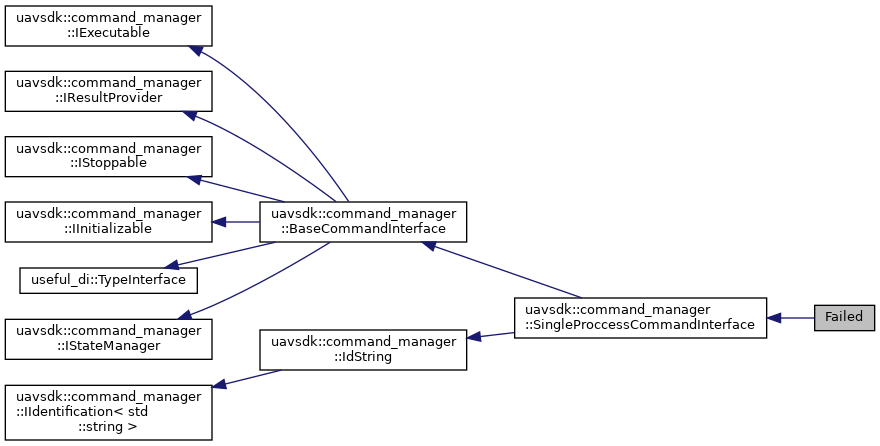 uavsdk::command_manager
::IExecutable
uavsdk::command_manager
::IResultProvider
uavsdk::command_manager
::IStoppable
uavsdk::command_manager
::IInitializable
useful_di::TypeInterface
uavsdk::command_manager
::IStateManager
uavsdk::command_manager
::IIdentification< std
::string >
uavsdk::command_manager
::BaseCommandInterface
uavsdk::command_manager
::IdString
uavsdk::command_manager
::SingleProccessCommandInterface
Failed